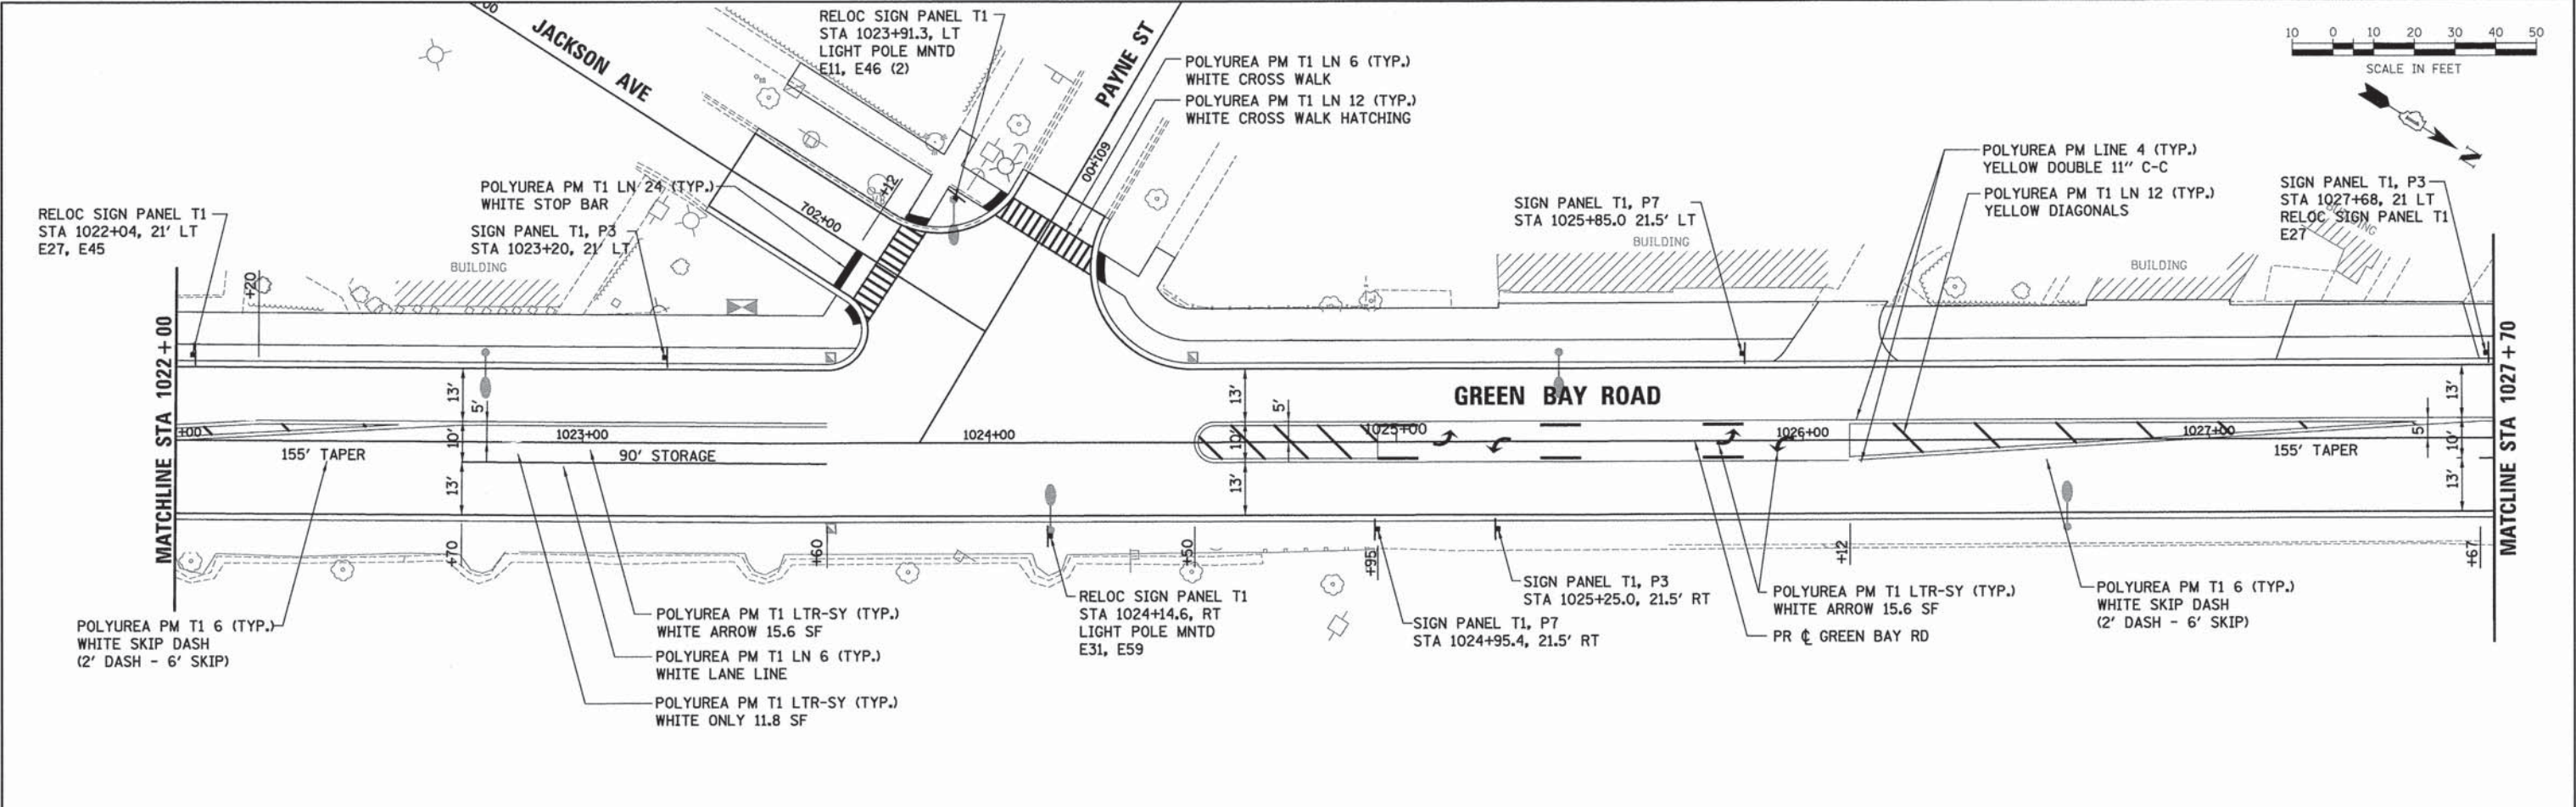 JACKSON AVE
00
PAYNE ST
RELOC SIGN PANEL T1
STA 1023+91.3, LT
LIGHT POLE MNTD
E11, E46 (2)
POLYUREA PM T1 LN 6 (TYP.)
WHITE CROSS WALK
POLYUREA PM T1 LN 12 (TYP.)
WHITE CROSS WALK HATCHING
10 0 10 20 30 40 50
SCALE IN FEET
N
POLYUREA PM LINE 4 (TYP.)
YELLOW DOUBLE 11" C-C
POLYUREA PM T1 LN 12 (TYP.)
YELLOW DIAGONALS
SIGN PANEL T1, P3
STA 1027+68, 21 LT
RELOC SIGN PANEL T1
E27
BUILDING
POLYUREA PM T1 LN 24 (TYP.)
WHITE STOP BAR
SIGN PANEL T1, P3
STA 1023+20, 21' LT
RELOC SIGN PANEL T1
STA 1022+04, 21' LT
E27, E45
SIGN PANEL T1, P7
STA 1025+85.0 21.5' LT
BUILDING
BUILDING
BUILDING
601+00
702+00
+12
+20
MATCHLINE STA 1022+00
MATCLINE STA 1027+70
GREEN BAY ROAD
13'
5'
10'
13'
13'
5'
10'
13'
13'
5'
10'
13'
+00
1023+00
1024+00
1025+00
1026+00
1027+00
155' TAPER
90' STORAGE
155' TAPER
+70
+60
+50
+95
+12
+67
POLYUREA PM T1 6 (TYP.)
WHITE SKIP DASH
(2' DASH - 6' SKIP)
POLYUREA PM T1 LTR-SY (TYP.)
WHITE ARROW 15.6 SF
POLYUREA PM T1 LN 6 (TYP.)
WHITE LANE LINE
POLYUREA PM T1 LTR-SY (TYP.)
WHITE ONLY 11.8 SF
RELOC SIGN PANEL T1
STA 1024+14.6, RT
LIGHT POLE MNTD
E31, E59
SIGN PANEL T1, P7
STA 1024+95.4, 21.5' RT
SIGN PANEL T1, P3
STA 1025+25.0, 21.5' RT
POLYUREA PM T1 LTR-SY (TYP.)
WHITE ARROW 15.6 SF
PR ℄ GREEN BAY RD
POLYUREA PM T1 6 (TYP.)
WHITE SKIP DASH
(2' DASH - 6' SKIP)